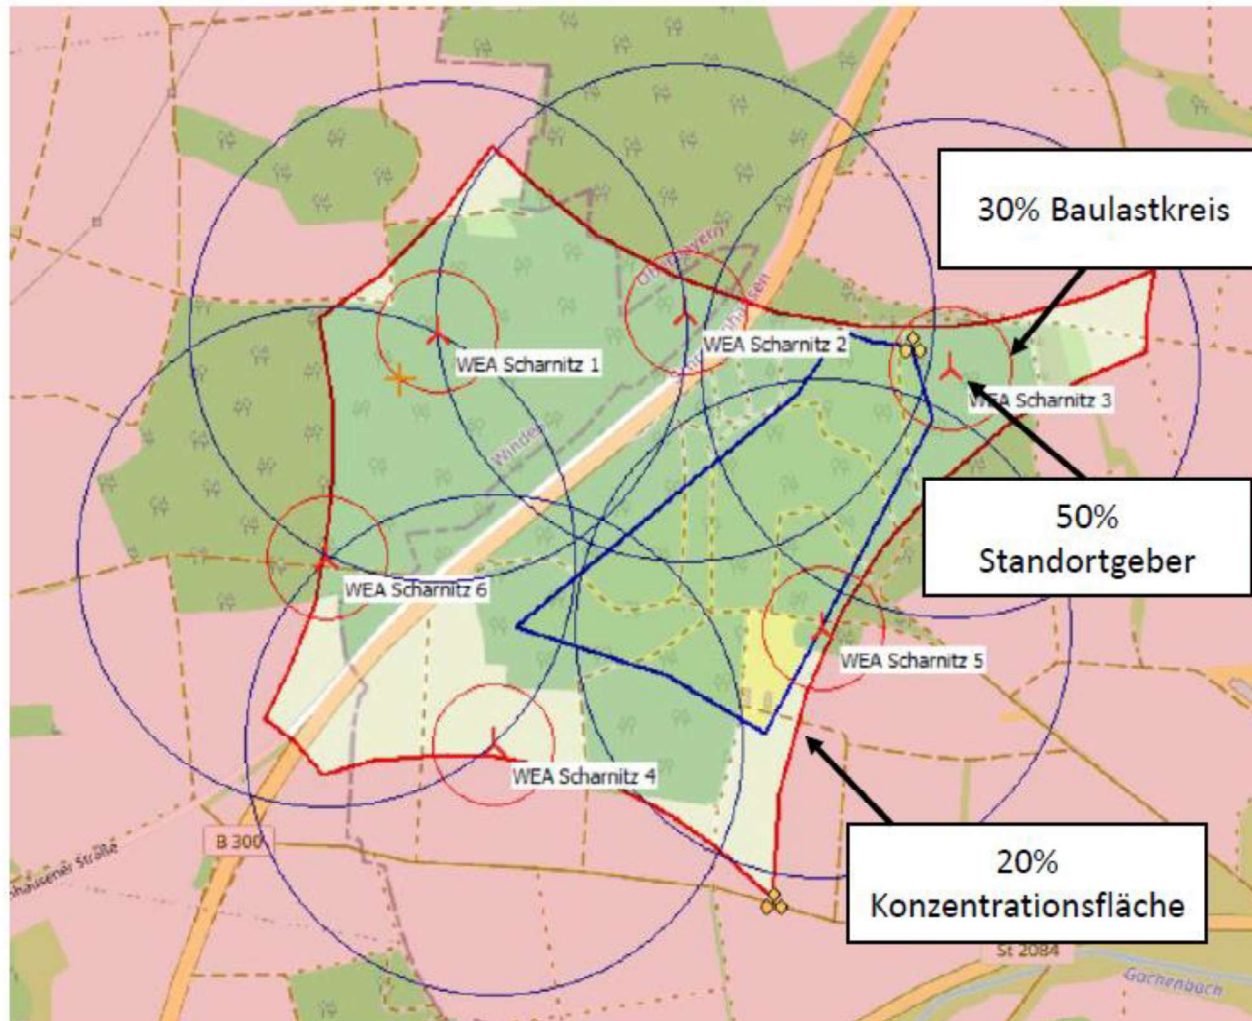 30% Baulastkreis
WEA Scharnitz 1
WEA Scharnitz 2
WEA Scharnitz 3
50%
Standortgeber
Winden
WEA Scharnitz 6
WEA Scharnitz 5
WEA Scharnitz 4
B 300
20%
Konzentrationsfläche
St 2084
Gachenbach